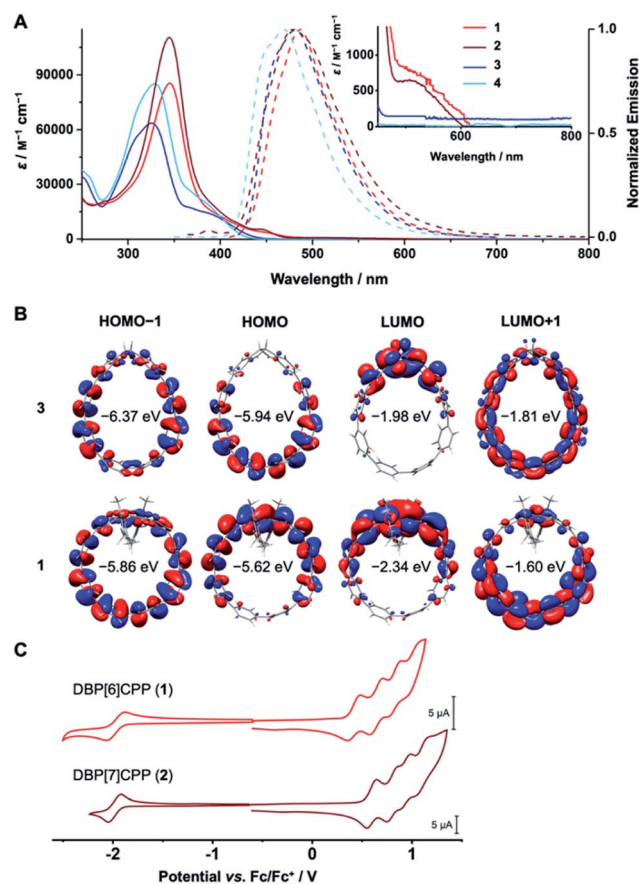 A
ε / M⁻¹ cm⁻¹
90000
60000
30000
0
300
400
500
600
700
800
Wavelength / nm
1.0
0.5
0.0
Normalized Emission
ε / M⁻¹ cm⁻¹
1000
500
0
600
800
Wavelength / nm
1
2
3
4
B
HOMO−1
HOMO
LUMO
LUMO+1
3
−6.37 eV
−5.94 eV
−1.98 eV
−1.81 eV
1
−5.86 eV
−5.62 eV
−2.34 eV
−1.60 eV
C
DBP[6]CPP (1)
5 µA
DBP[7]CPP (2)
5 µA
-2
-1
0
1
Potential vs. Fc/Fc⁺ / V